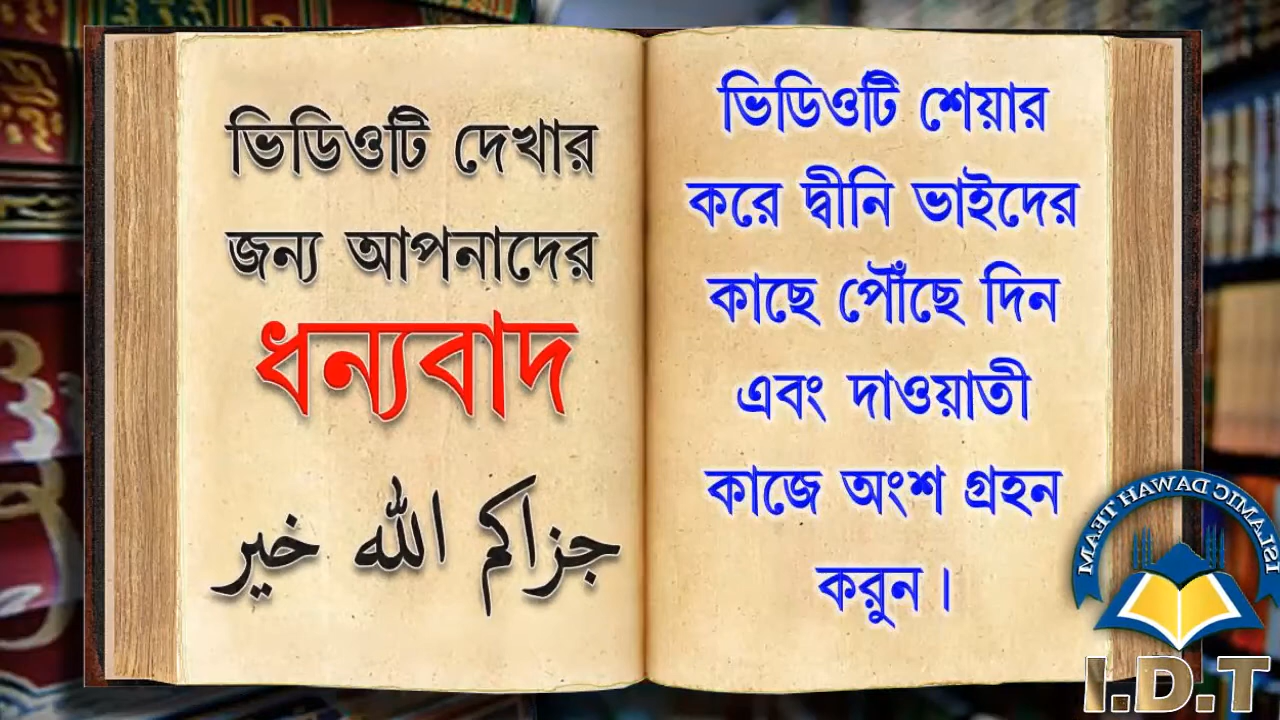 ভিডিওটি দেখার
জন্য আপনাদের
ধন্যবাদ
جزاكم الله خير
ভিডিওটি শেয়ার
করে দ্বীনি ভাইদের
কাছে পৌঁছে দিন
এবং দাওয়াতী
কাজে অংশ গ্রহন
করুন।
ISLAMIC DAWAH TEAM
I.D.T